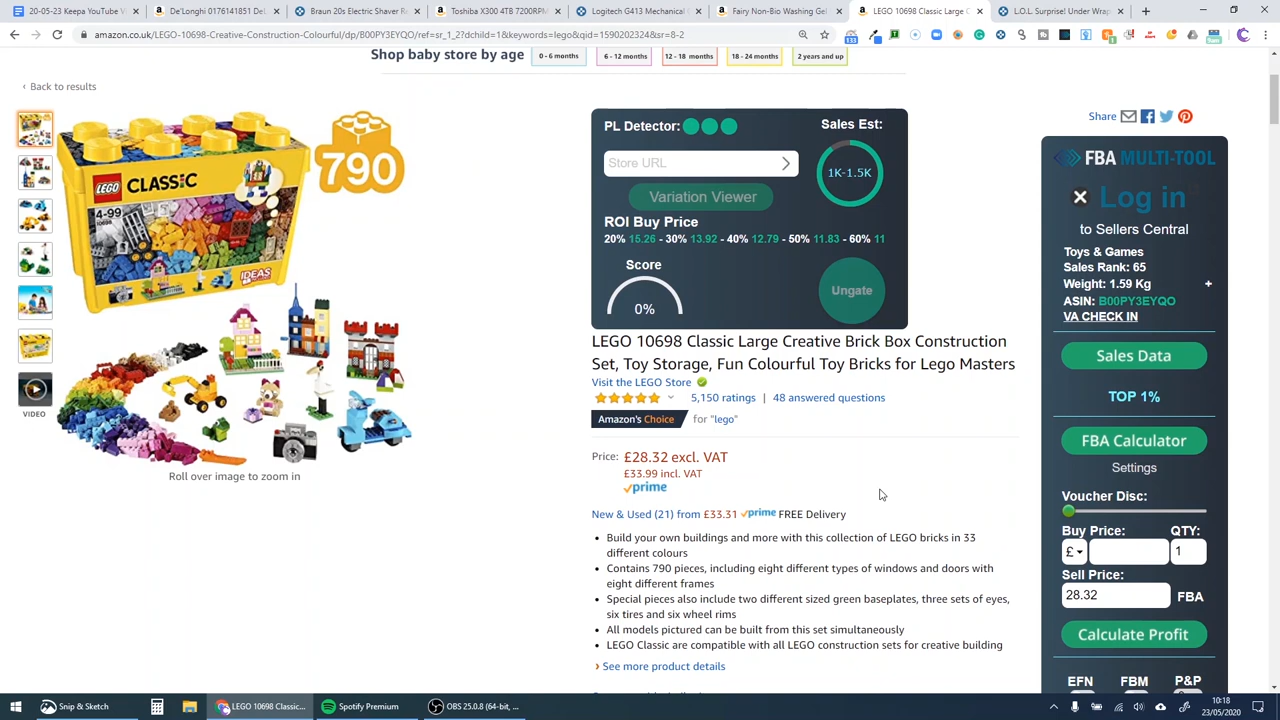 20-05-23 Keepa Vlog - Google
De'Longhi 0176141851 Del
Braun 20s Electric Shaver R
Toshiba X300 4TB 7200RPM
Logitech G413 Mechanical
Fairy Non-Bio Washing Gel
LEGO 10698 Classic Large C
L.O.L. Surprise! Under Wrap
amazon.co.uk/LEGO-10698-Creative-Construction-Colourful/dp/B00PY3EYQO/ref=sr_1_2?dchild=1&keywords=lego&qid=1590202324&sr=8-2
Shop baby store by age
0 - 6 months
6 - 12 months
12 - 18 months
18 - 24 months
2 years and up
‹ Back to results
790
LEGO CLASSIC
4-99
10698
IDEAS
VIDEO
Roll over image to zoom in
PL Detector:
Sales Est:
Store URL
1K-1.5K
Variation Viewer
ROI Buy Price
20% 15.26 - 30% 13.92 - 40% 12.79 - 50% 11.83 - 60% 11
Score
0%
Ungate
LEGO 10698 Classic Large Creative Brick Box Construction
Set, Toy Storage, Fun Colourful Toy Bricks for Lego Masters
Visit the LEGO Store
5,150 ratings | 48 answered questions
Amazon's Choice for "lego"
Price: £28.32 excl. VAT
£33.99 incl. VAT
prime
New & Used (21) from £33.31 prime FREE Delivery
• Build your own buildings and more with this collection of LEGO bricks in 33
different colours
• Contains 790 pieces, including eight different types of windows and doors with
eight different frames
• Special pieces also include two different sized green baseplates, three sets of eyes,
six tires and six wheel rims
• All models pictured can be built from this set simultaneously
• LEGO Classic are compatible with all LEGO construction sets for creative building
› See more product details
Share
FBA MULTI-TOOL
Log in
to Sellers Central
Toys & Games
Sales Rank: 65
Weight: 1.59 Kg +
ASIN: B00PY3EYQO
VA CHECK IN
Sales Data
TOP 1%
FBA Calculator
Settings
Voucher Disc:
Buy Price: QTY:
£ 1
Sell Price:
28.32 FBA
Calculate Profit
EFN FBM P&P
Snip & Sketch
LEGO 10698 Classic...
Spotify Premium
OBS 25.0.8 (64-bit, ...
10:18
23/05/2020